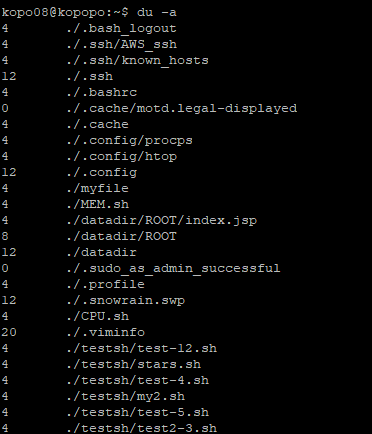 kopo08@kopopo:~$ du -a
4 ./.bash_logout
4 ./.ssh/AWS_ssh
4 ./.ssh/known_hosts
12 ./.ssh
4 ./.bashrc
0 ./.cache/motd.legal-displayed
4 ./.cache
4 ./.config/procps
4 ./.config/htop
12 ./.config
4 ./myfile
4 ./MEM.sh
4 ./datadir/ROOT/index.jsp
8 ./datadir/ROOT
12 ./datadir
0 ./.sudo_as_admin_successful
4 ./.profile
12 ./.snowrain.swp
4 ./CPU.sh
20 ./.viminfo
4 ./testsh/test-12.sh
4 ./testsh/stars.sh
4 ./testsh/test-4.sh
4 ./testsh/my2.sh
4 ./testsh/test-5.sh
4 ./testsh/test2-3.sh